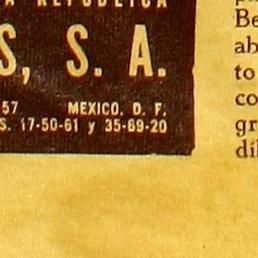 A REPUBLICA
S, S. A.
57 MEXICO, D. F.
S. 17-50-61 y 35-69-20
Be
ab
to
co
gr
dil